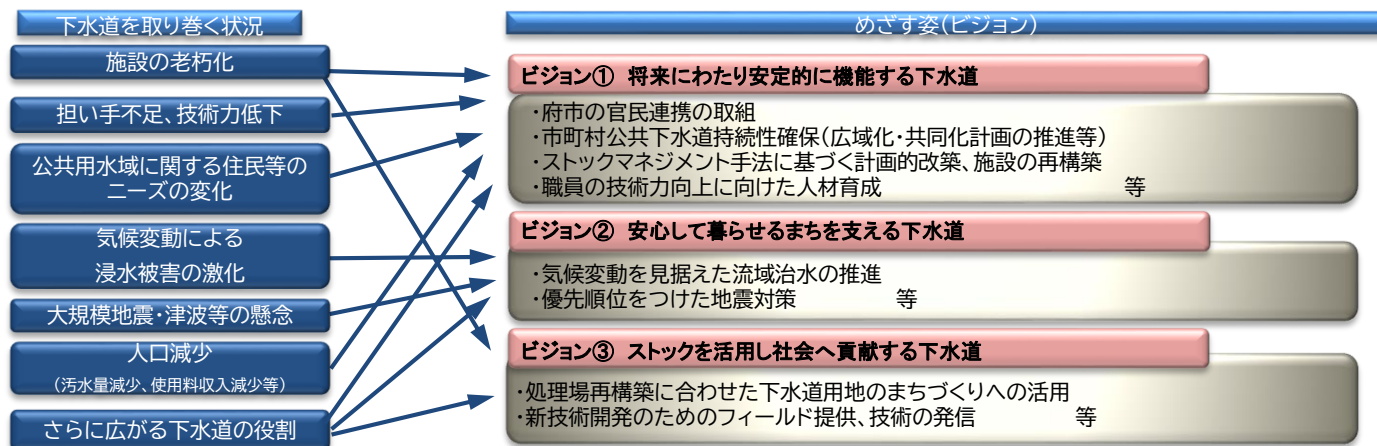 下水道を取り巻く状況
施設の老朽化
担い手不足、技術力低下
公共用水域に関する住民等の
ニーズの変化
気候変動による
浸水被害の激化
大規模地震・津波等の懸念
人口減少
(汚水量減少、使用料収入減少等)
さらに広がる下水道の役割
めざす姿(ビジョン)
ビジョン① 将来にわたり安定的に機能する下水道
・府市の官民連携の取組
・市町村公共下水道持続性確保(広域化・共同化計画の推進等)
・ストックマネジメント手法に基づく計画的改築、施設の再構築
・職員の技術力向上に向けた人材育成 等
ビジョン② 安心して暮らせるまちを支える下水道
・気候変動を見据えた流域治水の推進
・優先順位をつけた地震対策 等
ビジョン③ ストックを活用し社会へ貢献する下水道
・処理場再構築に合わせた下水道用地のまちづくりへの活用
・新技術開発のためのフィールド提供、技術の発信 等